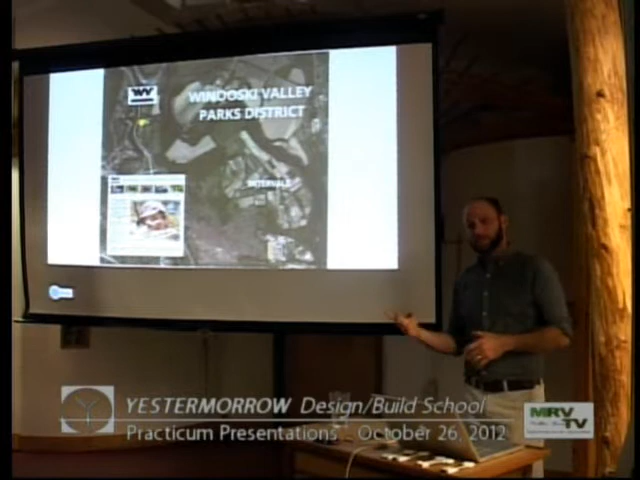 WINOOSKI VALLEY
PARKS DISTRICT
INTERVALE
YESTERMORROW Design/Build School
Practicum Presentations - October 26, 2012
MRV
TV